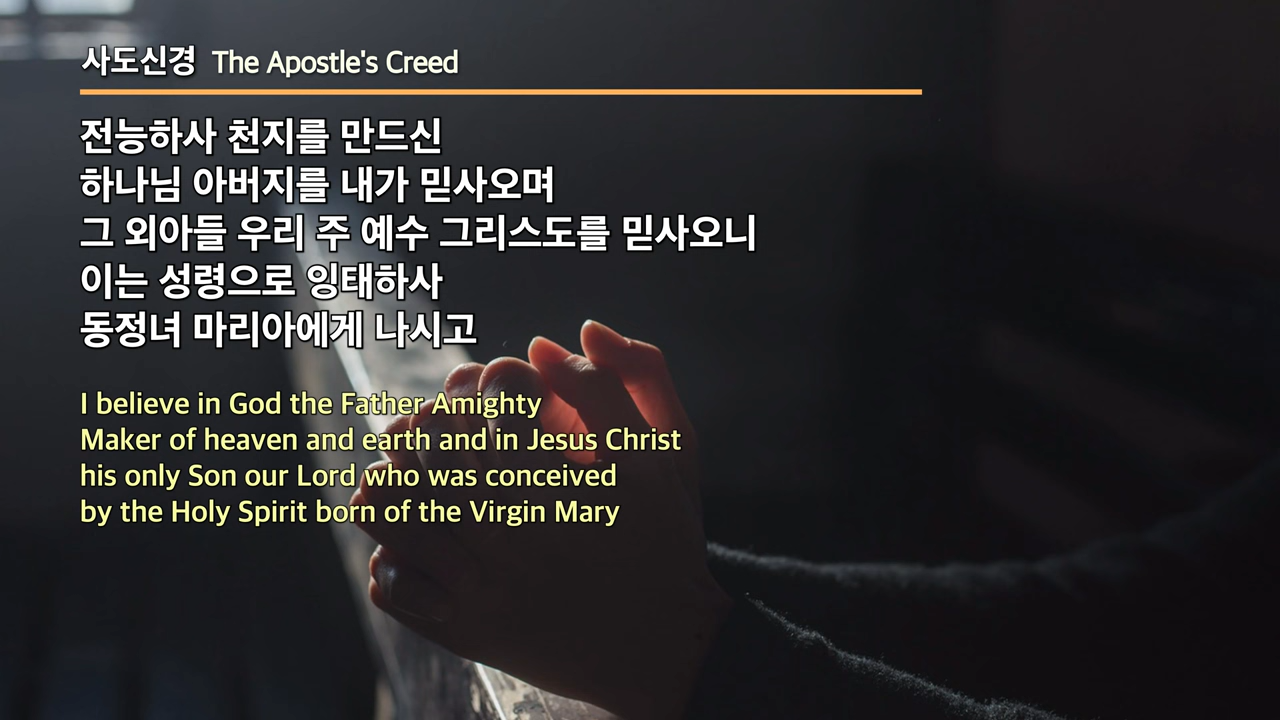 사도신경 The Apostle's Creed
전능하사 천지를 만드신
하나님 아버지를 내가 믿사오며
그 외아들 우리 주 예수 그리스도를 믿사오니
이는 성령으로 잉태하사
동정녀 마리아에게 나시고
I believe in God the Father Amighty
Maker of heaven and earth and in Jesus Christ
his only Son our Lord who was conceived
by the Holy Spirit born of the Virgin Mary